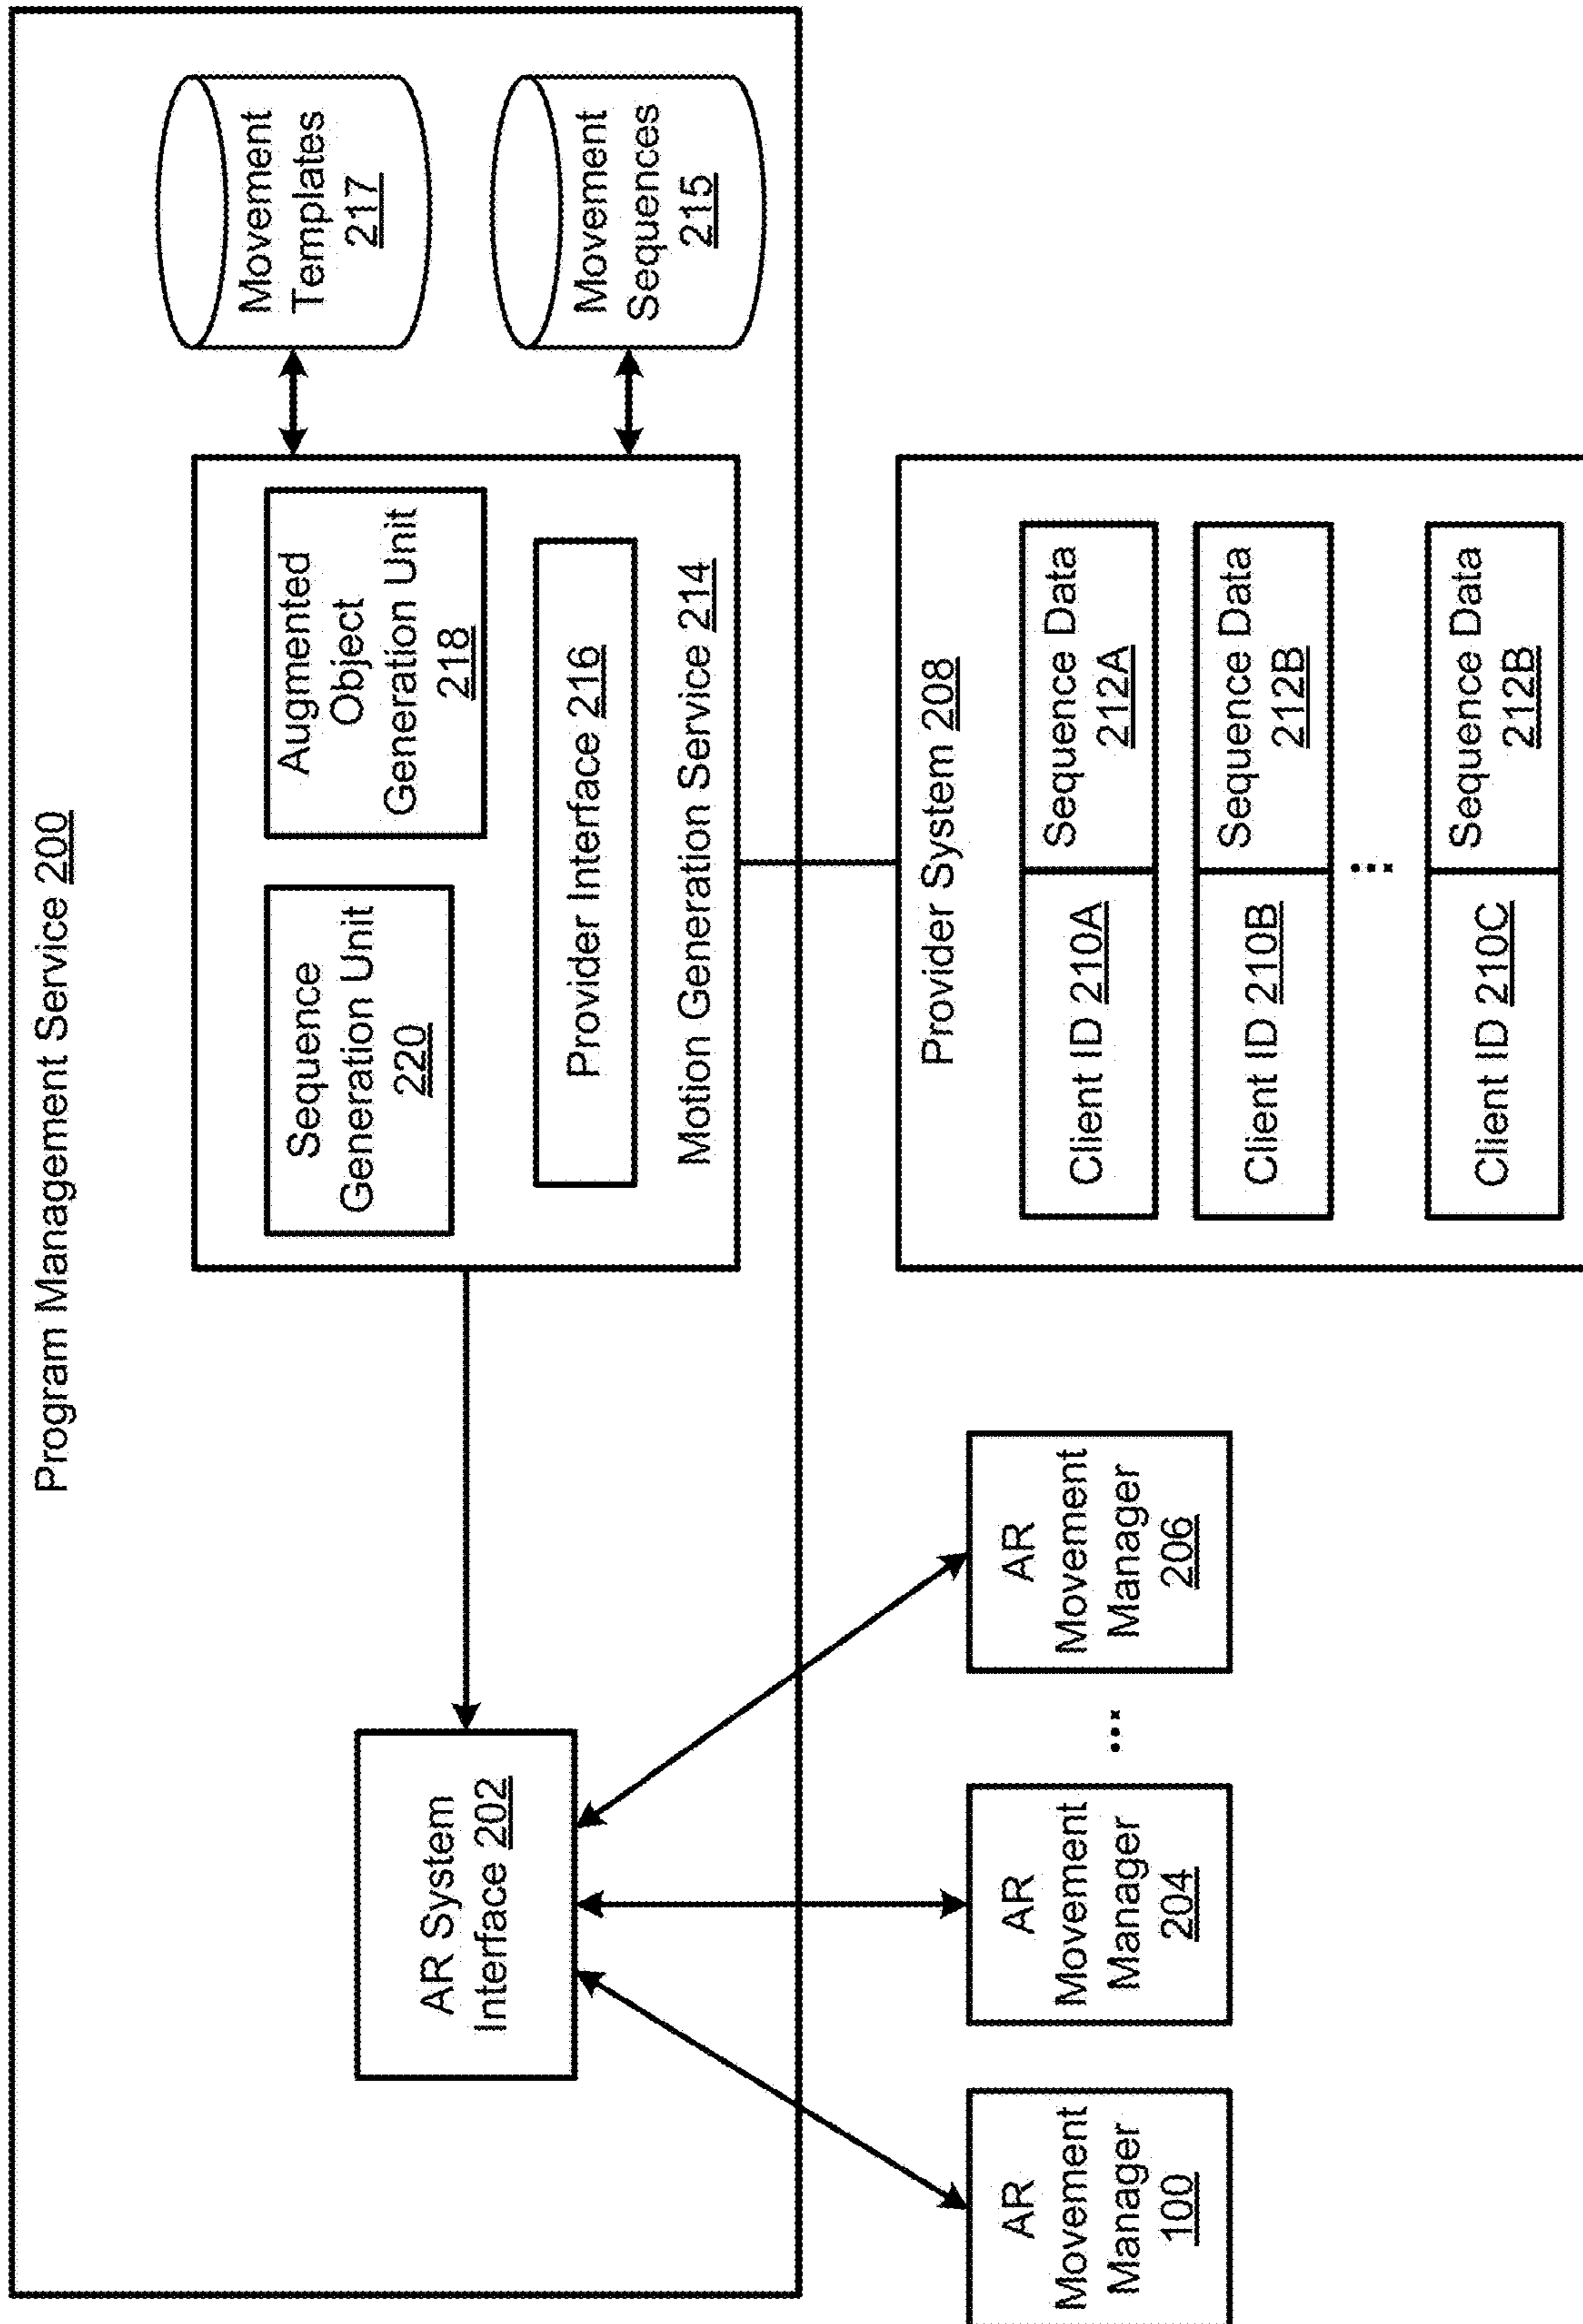 Program Management Service 200
AR System
Interface 202
Sequence
Generation Unit
220
Augmented
Object
Generation Unit
218
Provider Interface 216
Motion Generation Service 214
Movement
Templates
217
Movement
Sequences
215
AR
Movement
Manager
100
AR
Movement
Manager
204
...
AR
Movement
Manager
206
Provider System 208
Client ID 210A
Sequence Data
212A
Client ID 210B
Sequence Data
212B
...
Client ID 210C
Sequence Data
212B